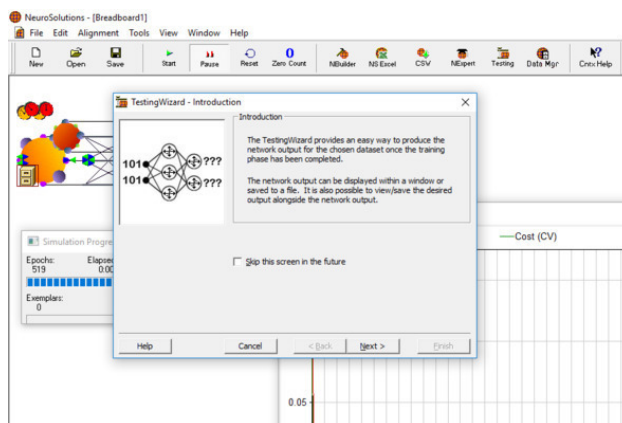 NeuroSolutions - [Breadboard1]
File Edit Alignment Tools View Window Help
New Open Save Start Pause Reset Zero Count NBuilder NS Excel CSV NExpert Testing Data Mgr Cntx Help
TestingWizard - Introduction
Introduction
The TestingWizard provides an easy way to produce the
network output for the chosen dataset once the training
phase has been completed.
The network output can be displayed within a window or
saved to a file. It is also possible to view/save the desired
output alongside the network output.
101 ???
101 ???
Skip this screen in the future
Help Cancel < Back Next > Finish
Simulation Progre
Epochs: Elapse
519 0:00
Exemplars:
0
Cost (CV)
0.05